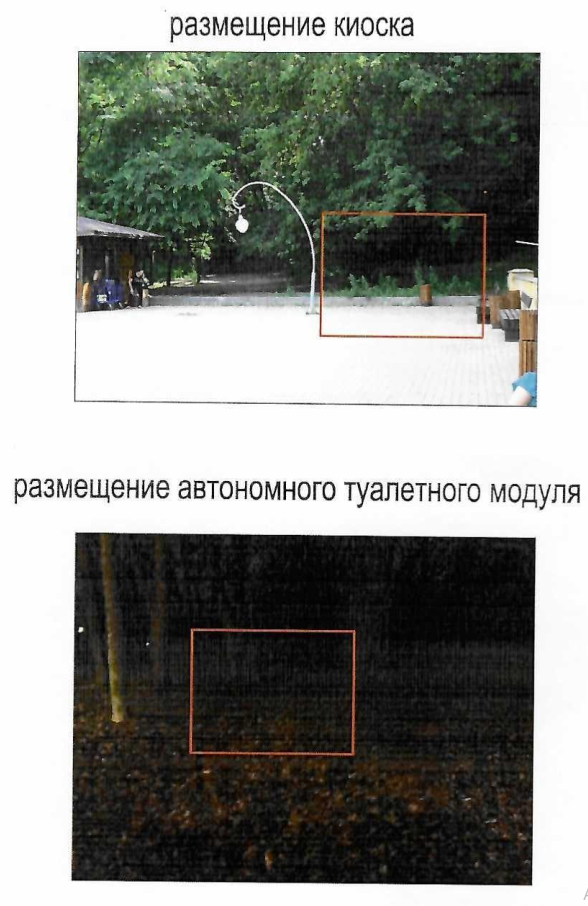 размещение киоска
размещение автономного туалетного модуля